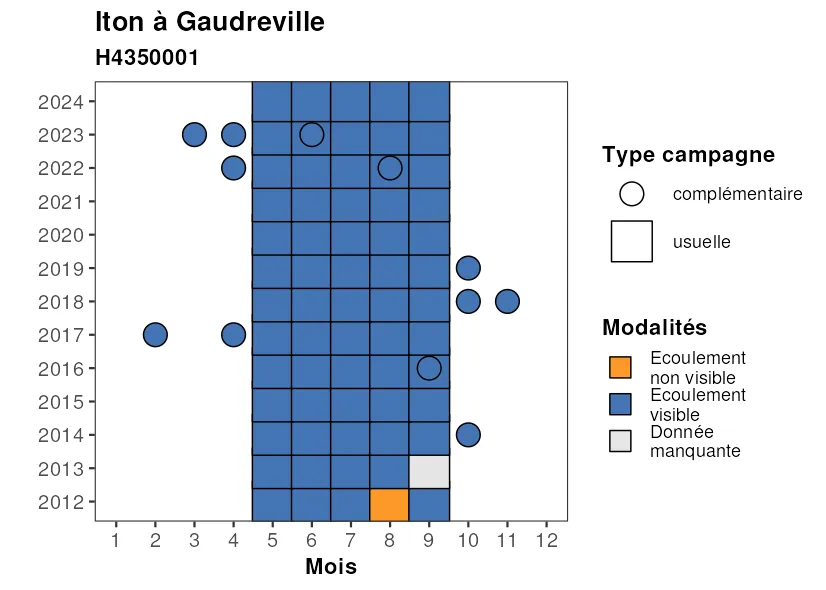 Iton à Gaudreville
H4350001
2024
2023
2022
2021
2020
2019
2018
2017
2016
2015
2014
2013
2012
1 2 3 4 5 6 7 8 9 10 11 12
Mois
Type campagne
complémentaire
usuelle
Modalités
Ecoulement
non visible
Ecoulement
visible
Donnée
manquante